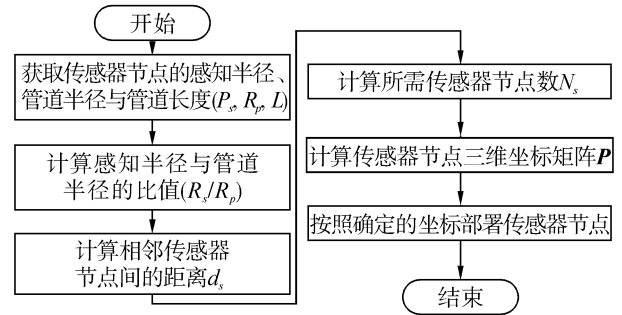 开始
获取传感器节点的感知半径、
管道半径与管道长度(Ps, Rp, L)
计算感知半径与管道
半径的比值(Rs/Rp)
计算相邻传感器
节点间的距离ds
计算所需传感器节点数Ns
计算传感器节点三维坐标矩阵P
按照确定的坐标部署传感器节点
结束